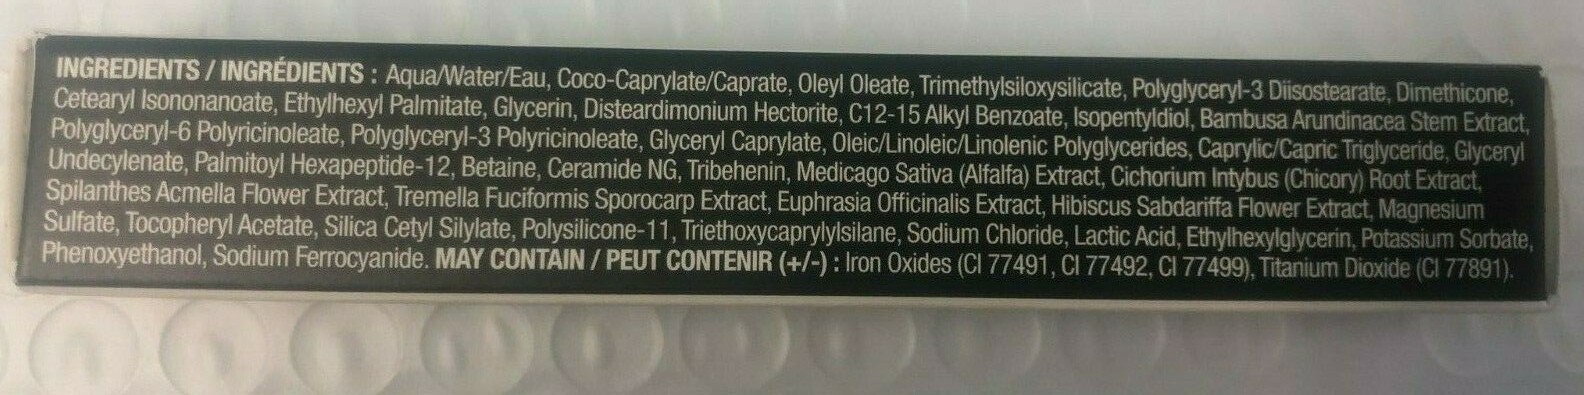 INGREDIENTS / INGRÉDIENTS : Aqua/Water/Eau, Coco-Caprylate/Caprate, Oleyl Oleate, Trimethylsiloxysilicate, Polyglyceryl-3 Diisostearate, Dimethicone,
Cetearyl Isononanoate, Ethylhexyl Palmitate, Glycerin, Disteardimonium Hectorite, C12-15 Alkyl Benzoate, Isopentyldiol, Bambusa Arundinacea Stem Extract,
Polyglyceryl-6 Polyricinoleate, Polyglyceryl-3 Polyricinoleate, Glyceryl Caprylate, Oleic/Linoleic/Linolenic Polyglycerides, Caprylic/Capric Triglyceride, Glyceryl
Undecylenate, Palmitoyl Hexapeptide-12, Betaine, Ceramide NG, Tribehenin, Medicago Sativa (Alfalfa) Extract, Cichorium Intybus (Chicory) Root Extract,
Spilanthes Acmella Flower Extract, Tremella Fuciformis Sporocarp Extract, Euphrasia Officinalis Extract, Hibiscus Sabdariffa Flower Extract, Magnesium
Sulfate, Tocopheryl Acetate, Silica Cetyl Silylate, Polysilicone-11, Triethoxycaprylylsilane, Sodium Chloride, Lactic Acid, Ethylhexylglycerin, Potassium Sorbate,
Phenoxyethanol, Sodium Ferrocyanide. MAY CONTAIN / PEUT CONTENIR (+/-) : Iron Oxides (CI 77491, CI 77492, CI 77499), Titanium Dioxide (CI 77891).